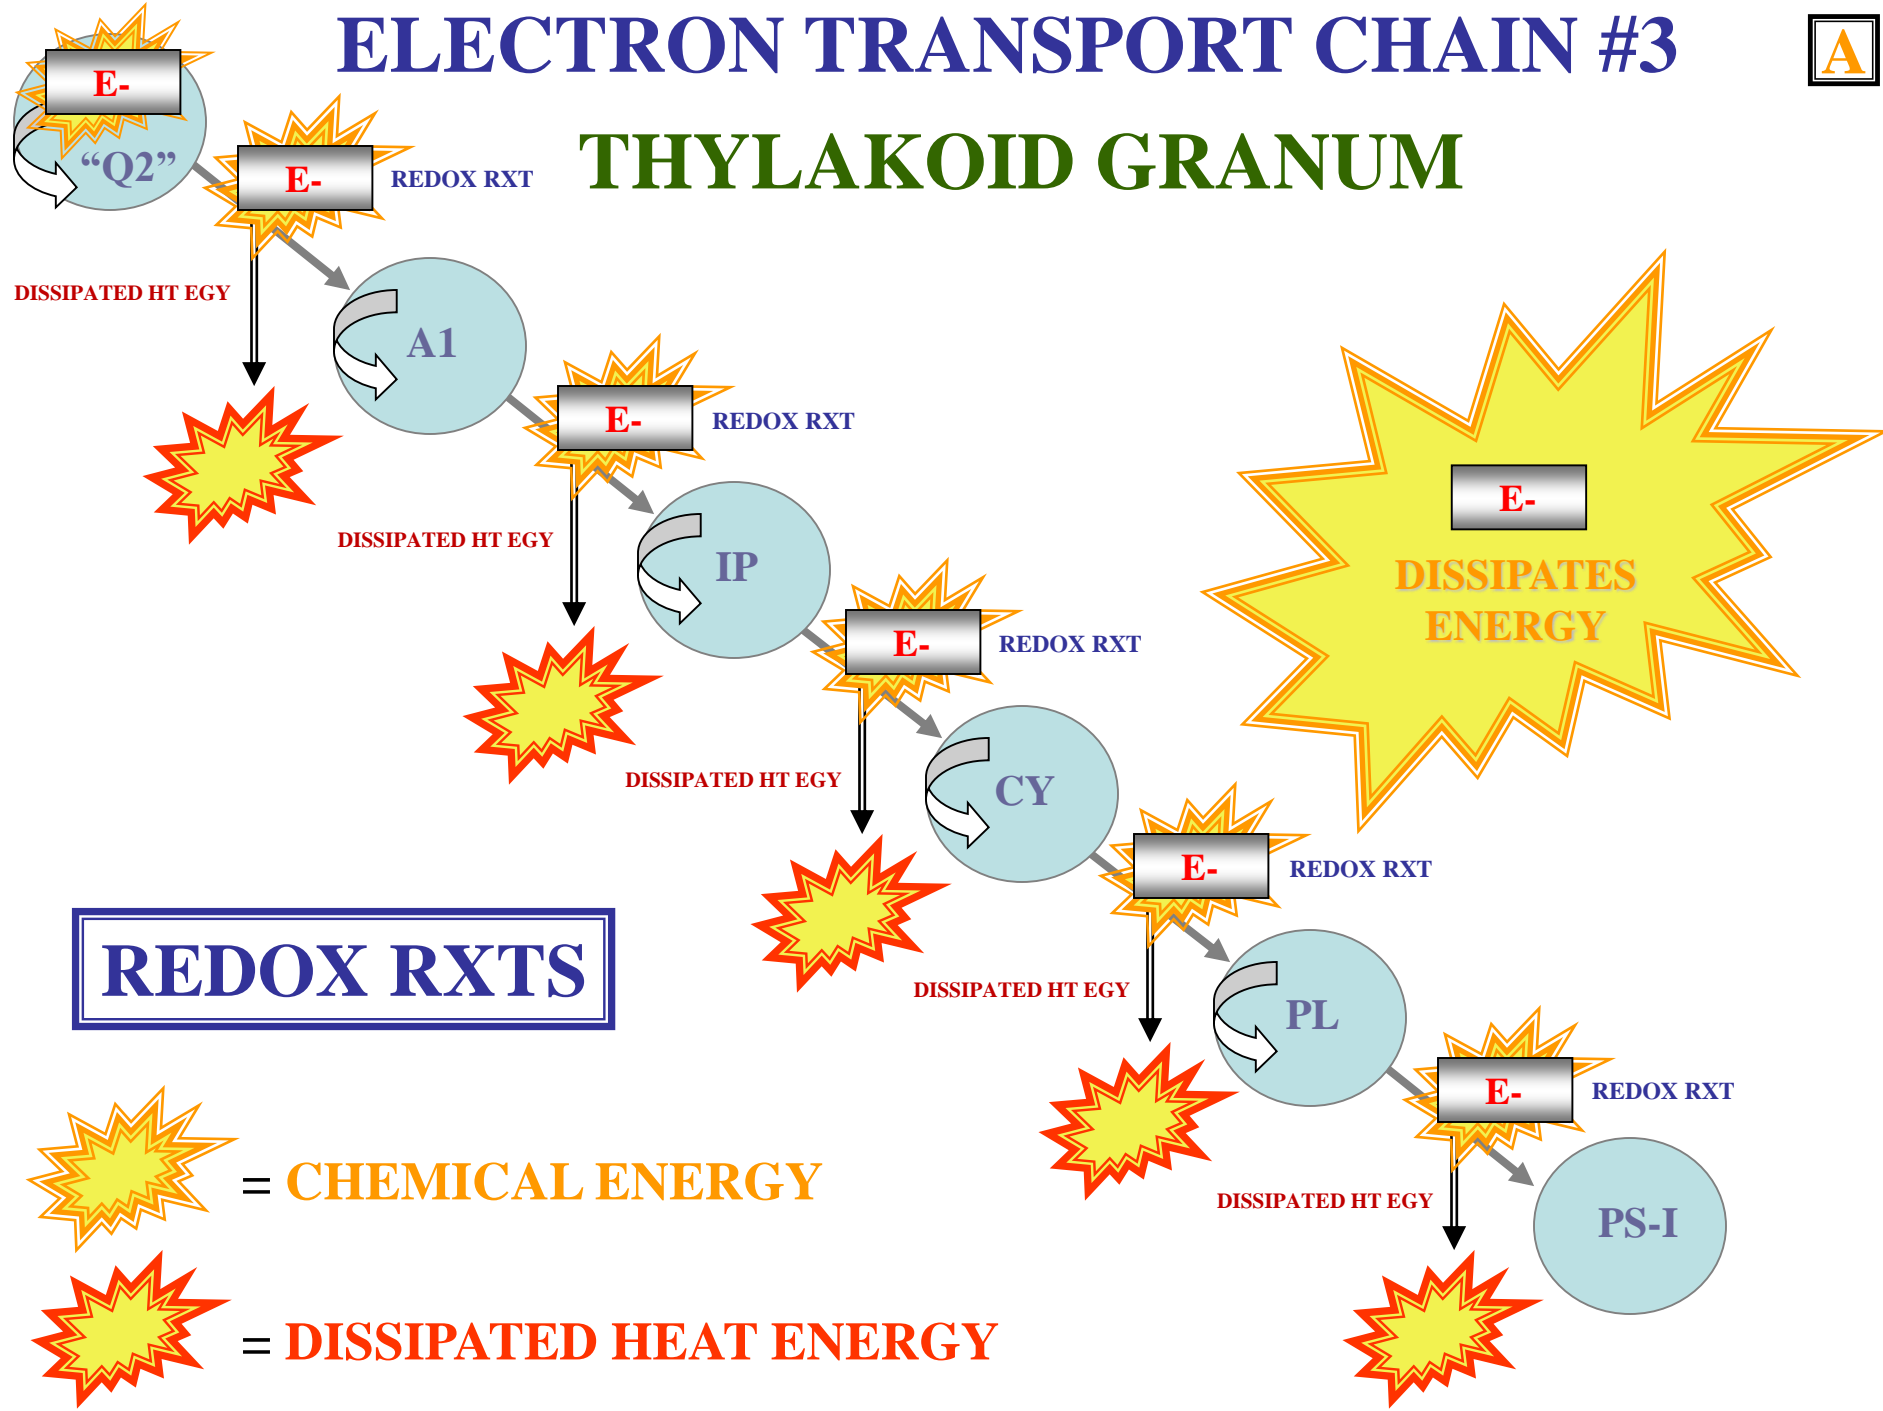 ELECTRON TRANSPORT CHAIN #3
A
THYLAKOID GRANUM
E-
“Q2”
E-
REDOX RXT
DISSIPATED HT EGY
A1
E-
REDOX RXT
DISSIPATED HT EGY
IP
E-
REDOX RXT
DISSIPATED HT EGY
CY
E-
REDOX RXT
DISSIPATED HT EGY
PL
E-
REDOX RXT
DISSIPATED HT EGY
PS-I
E-
DISSIPATES
ENERGY
REDOX RXTS
= CHEMICAL ENERGY
= DISSIPATED HEAT ENERGY